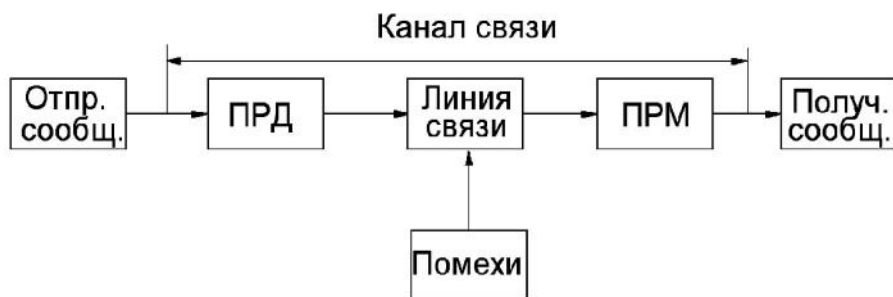 Канал связи
Отпр.
сообщ.
ПРД
Линия
связи
ПРМ
Получ.
сообщ.
Помехи